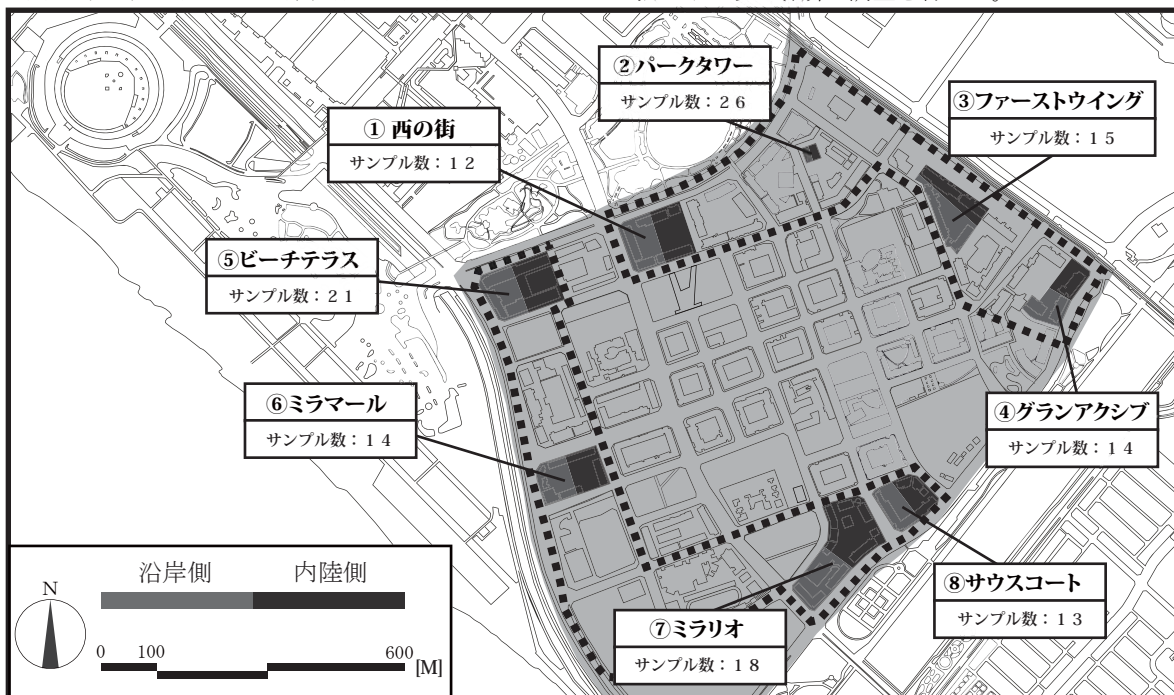 ②パークタワー
サンプル数：２６
③ファーストウイング
サンプル数：１５
① 西の街
サンプル数：１２
⑤ビーチテラス
サンプル数：２１
⑥ミラマール
サンプル数：１４
④グランアクシブ
サンプル数：１４
⑧サウスコート
サンプル数：１３
⑦ミラリオ
サンプル数：１８
N
沿岸側　内陸側
0 100 600 [M]